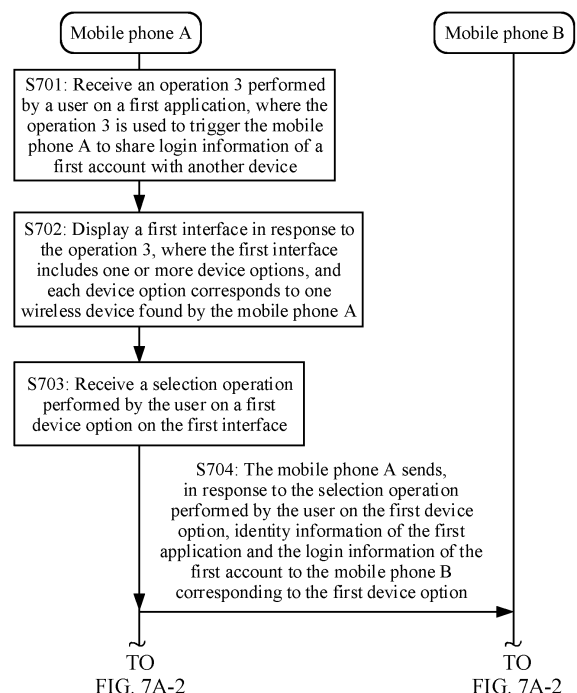 Mobile phone A
Mobile phone B
S701: Receive an operation 3 performed
by a user on a first application, where the
operation 3 is used to trigger the mobile
phone A to share login information of a
first account with another device
S702: Display a first interface in response to
the operation 3, where the first interface
includes one or more device options, and
each device option corresponds to one
wireless device found by the mobile phone A
S703: Receive a selection operation
performed by the user on a first
device option on the first interface
S704: The mobile phone A sends,
in response to the selection operation
performed by the user on the first device
option, identity information of the first
application and the login information of the
first account to the mobile phone B
corresponding to the first device option
TO
FIG. 7A-2
TO
FIG. 7A-2